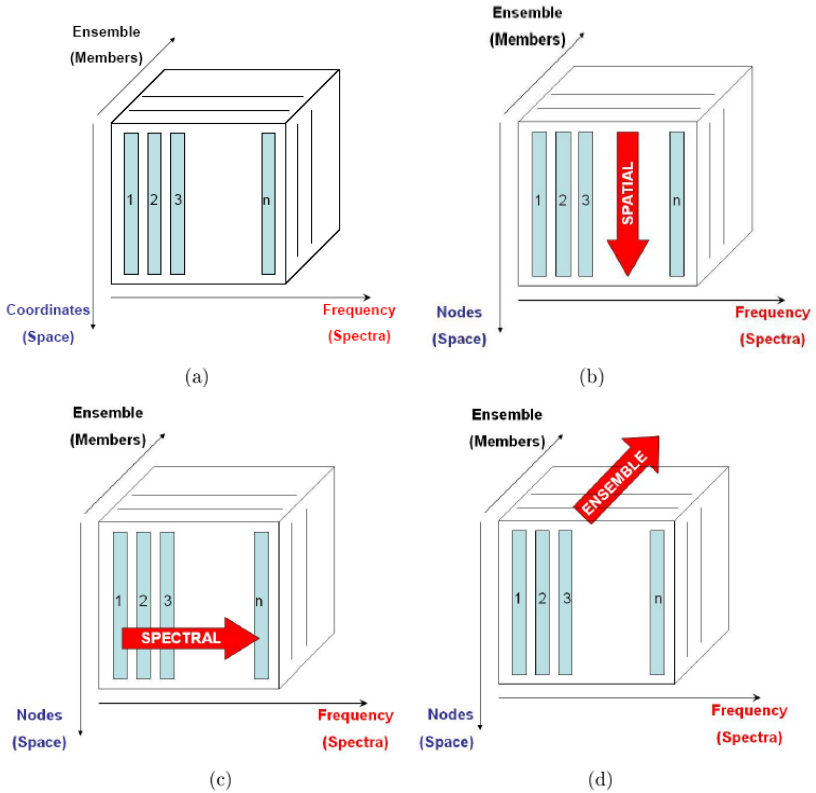 Ensemble
(Members)
1 2 3 n
Coordinates
(Space)
Frequency
(Spectra)
(a)
Ensemble
(Members)
1 2 3 SPATIAL n
Nodes
(Space)
Frequency
(Spectra)
(b)
Ensemble
(Members)
1 2 3 n
SPECTRAL
Nodes
(Space)
Frequency
(Spectra)
(c)
Ensemble
(Members)
ENSEMBLE
1 2 3 n
Nodes
(Space)
Frequency
(Spectra)
(d)